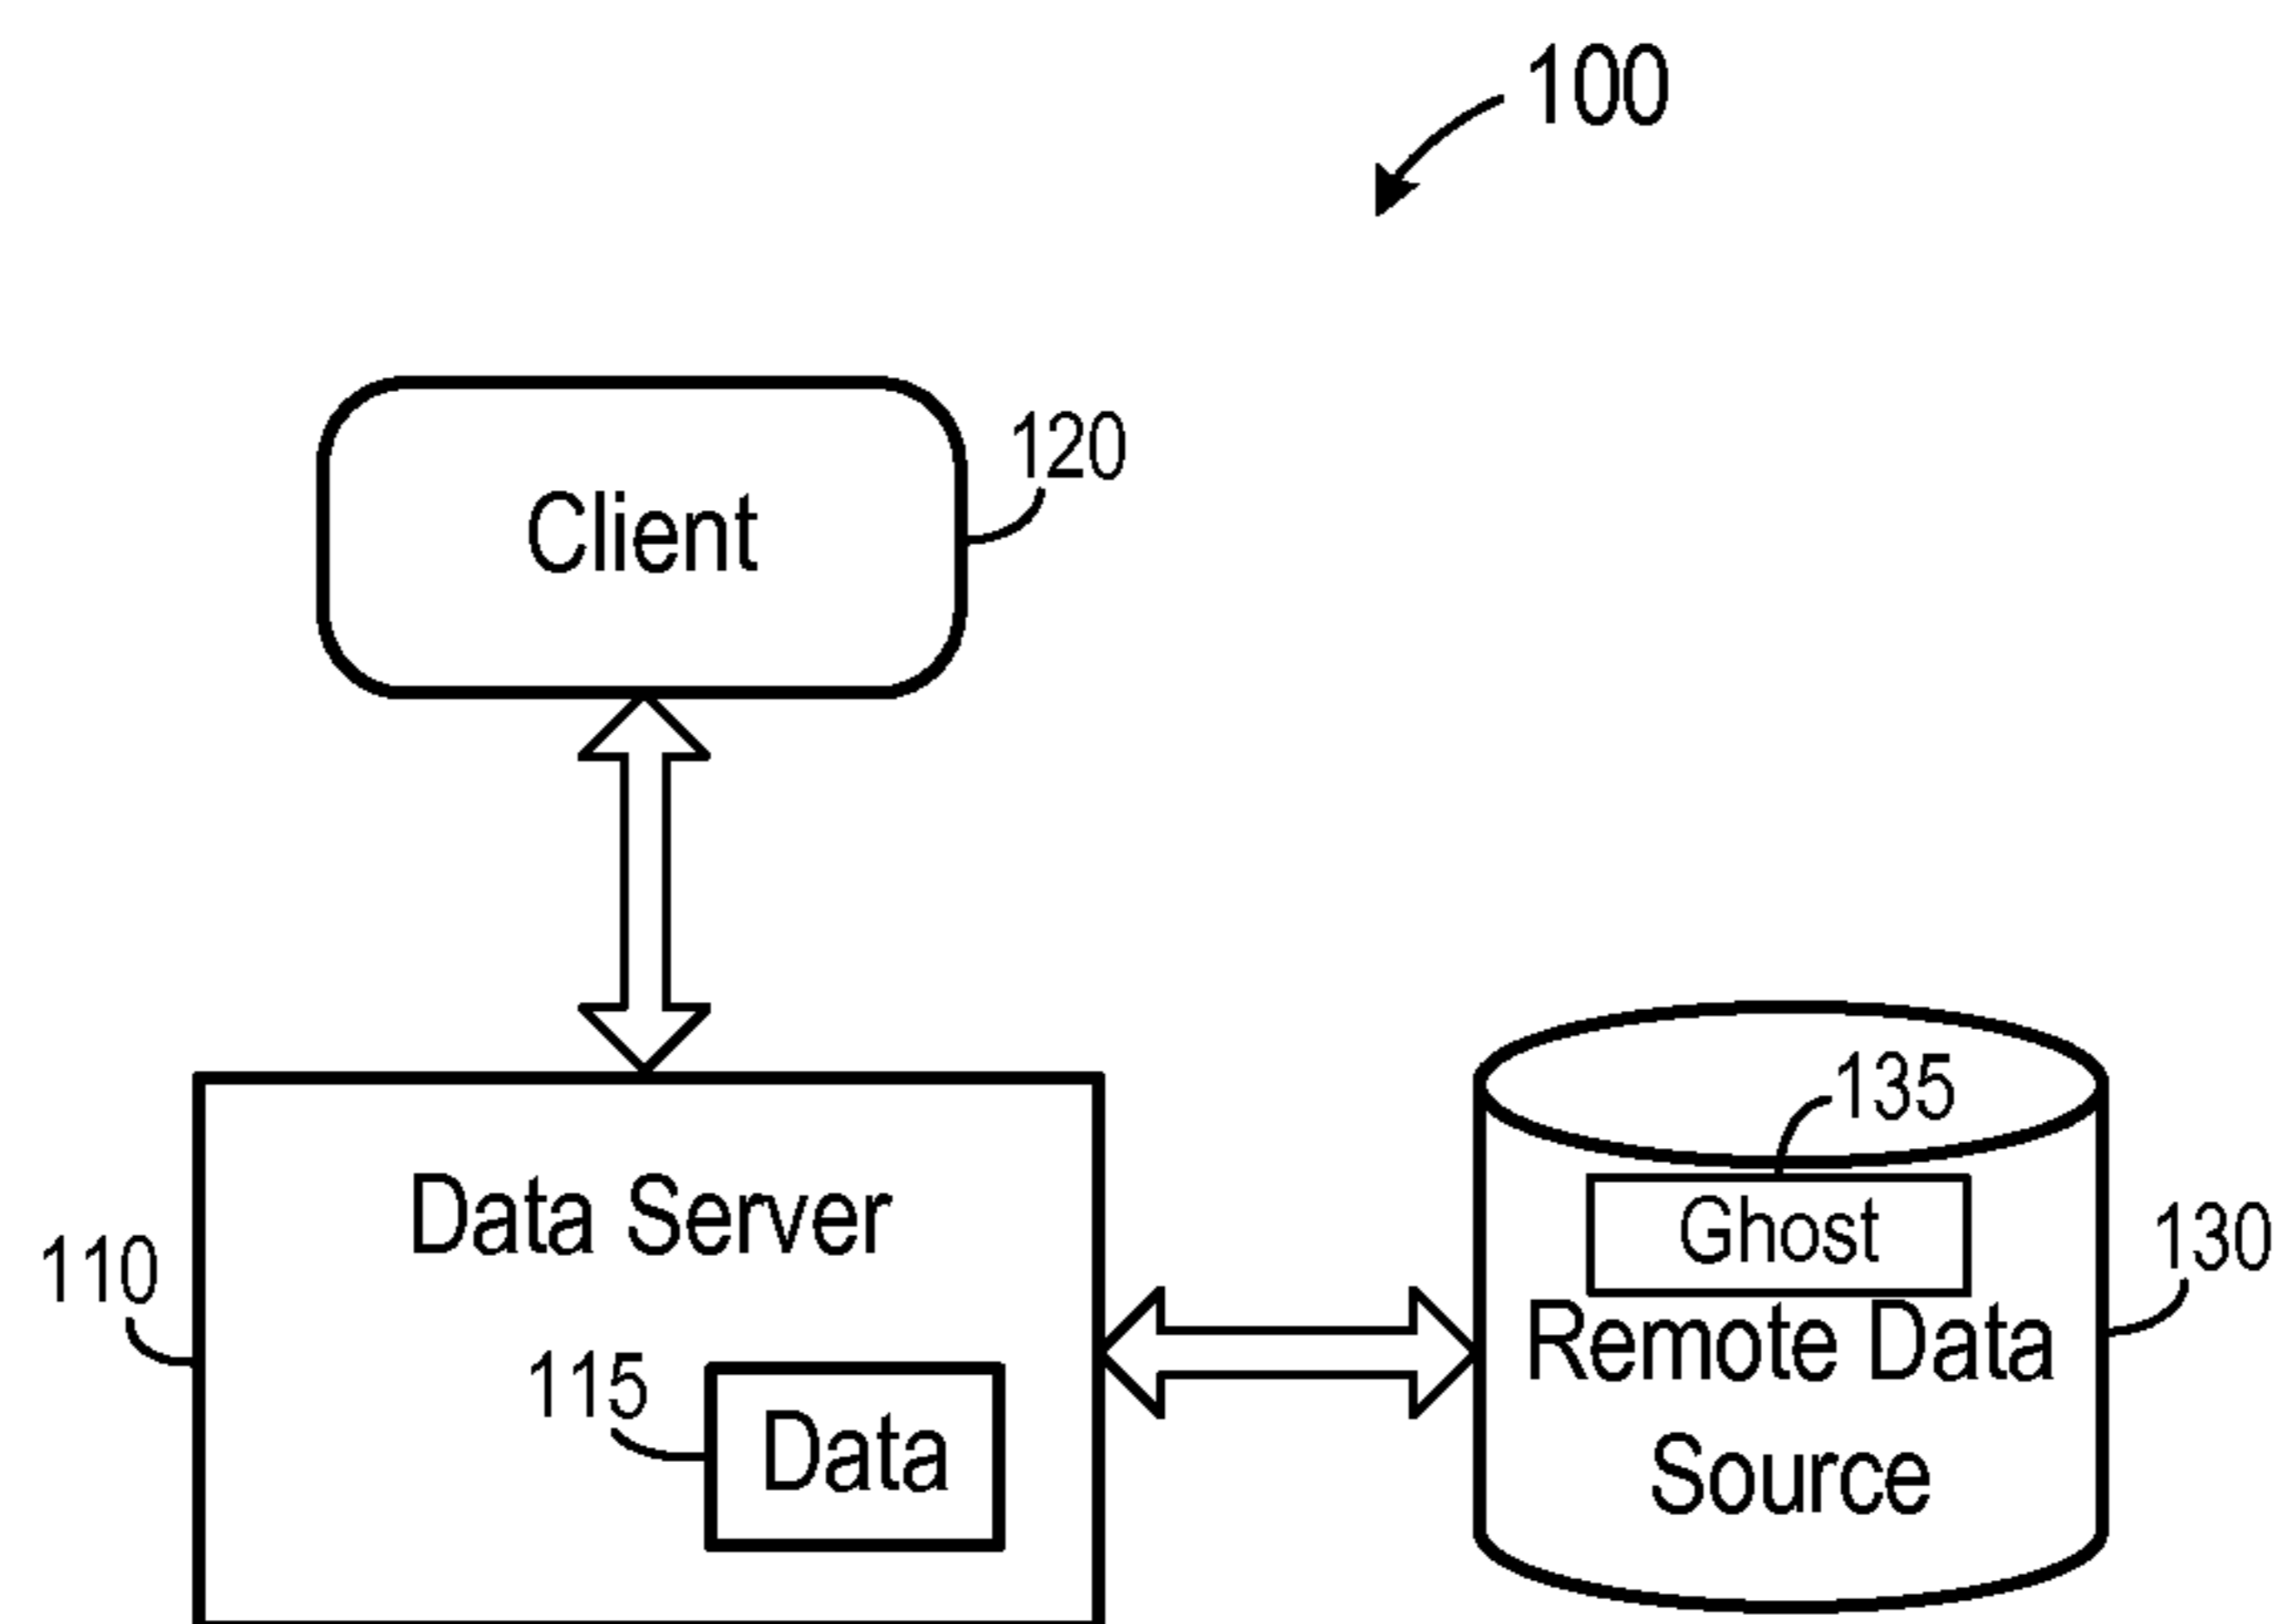 100
Client
120
135
Data Server
Ghost
110
130
Remote Data
Source
115
Data